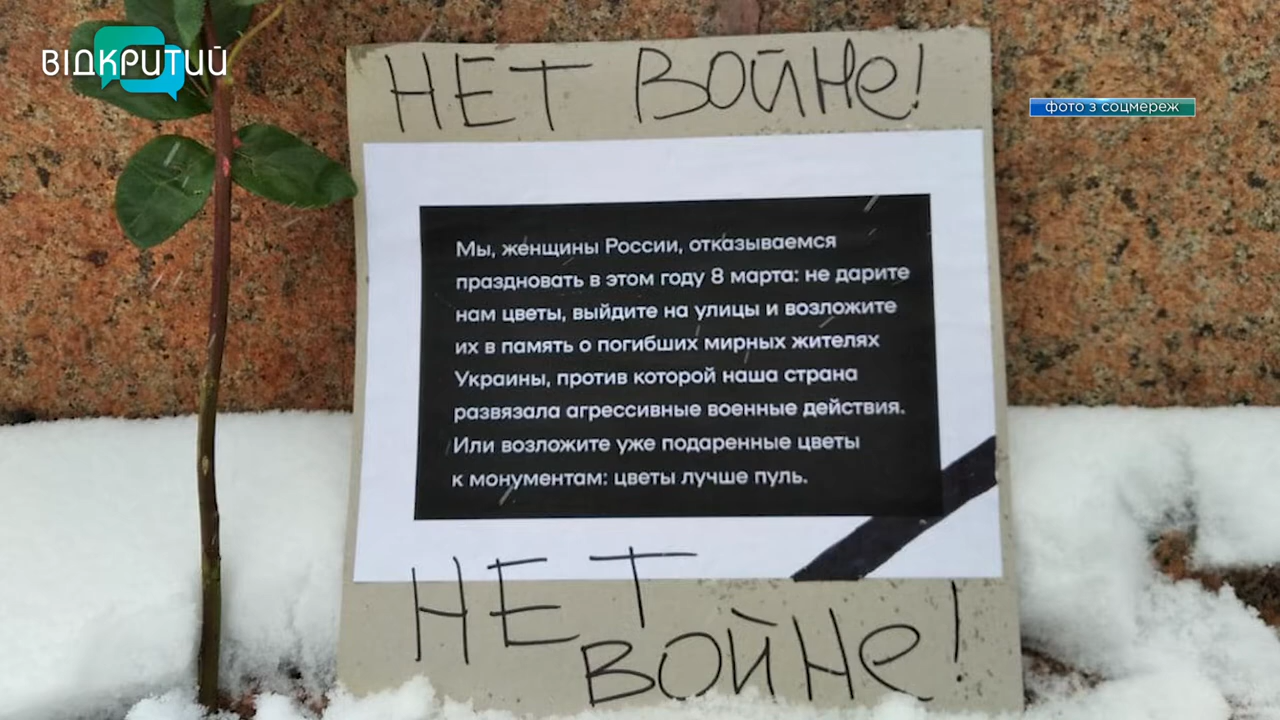 ВІДКРИТИЙ
фото з соцмереж
НЕТ ВОЙНЕ!
Мы, женщины России, отказываемся
праздновать в этом году 8 марта: не дарите
нам цветы, выйдите на улицы и возложите
их в память о погибших мирных жителях
Украины, против которой наша страна
развязала агрессивные военные действия.
Или возложите уже подаренные цветы
к монументам: цветы лучше пуль.
НЕТ
ВОЙНЕ!